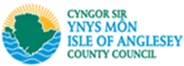 CYNGOR SIR
YNYS MÔN
ISLE OF ANGLESEY
COUNTY COUNCIL